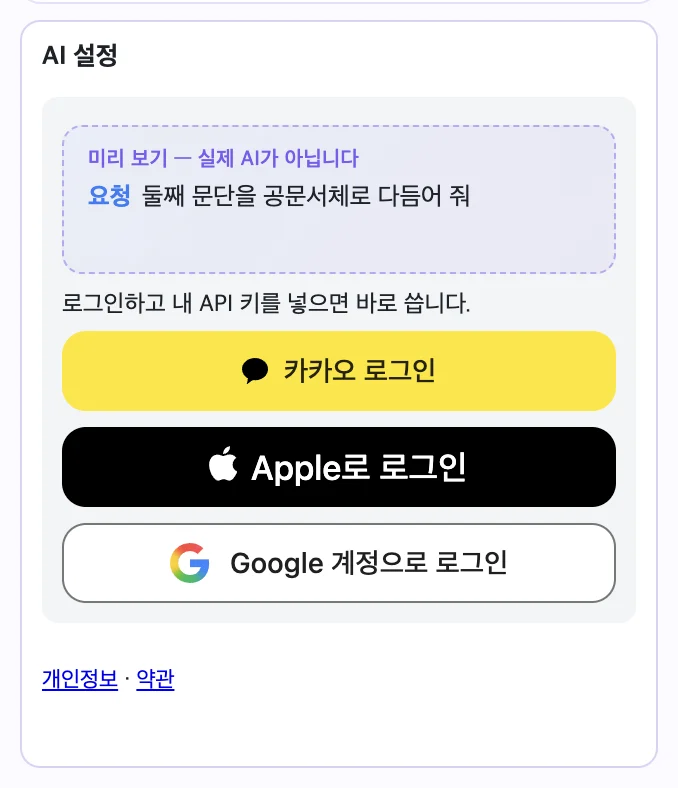 AI 설정
미리 보기 — 실제 AI가 아닙니다
요청 둘째 문단을 공문서체로 다듬어 줘
로그인하고 내 API 키를 넣으면 바로 씁니다.
카카오 로그인
Apple로 로그인
Google 계정으로 로그인
개인정보 · 약관